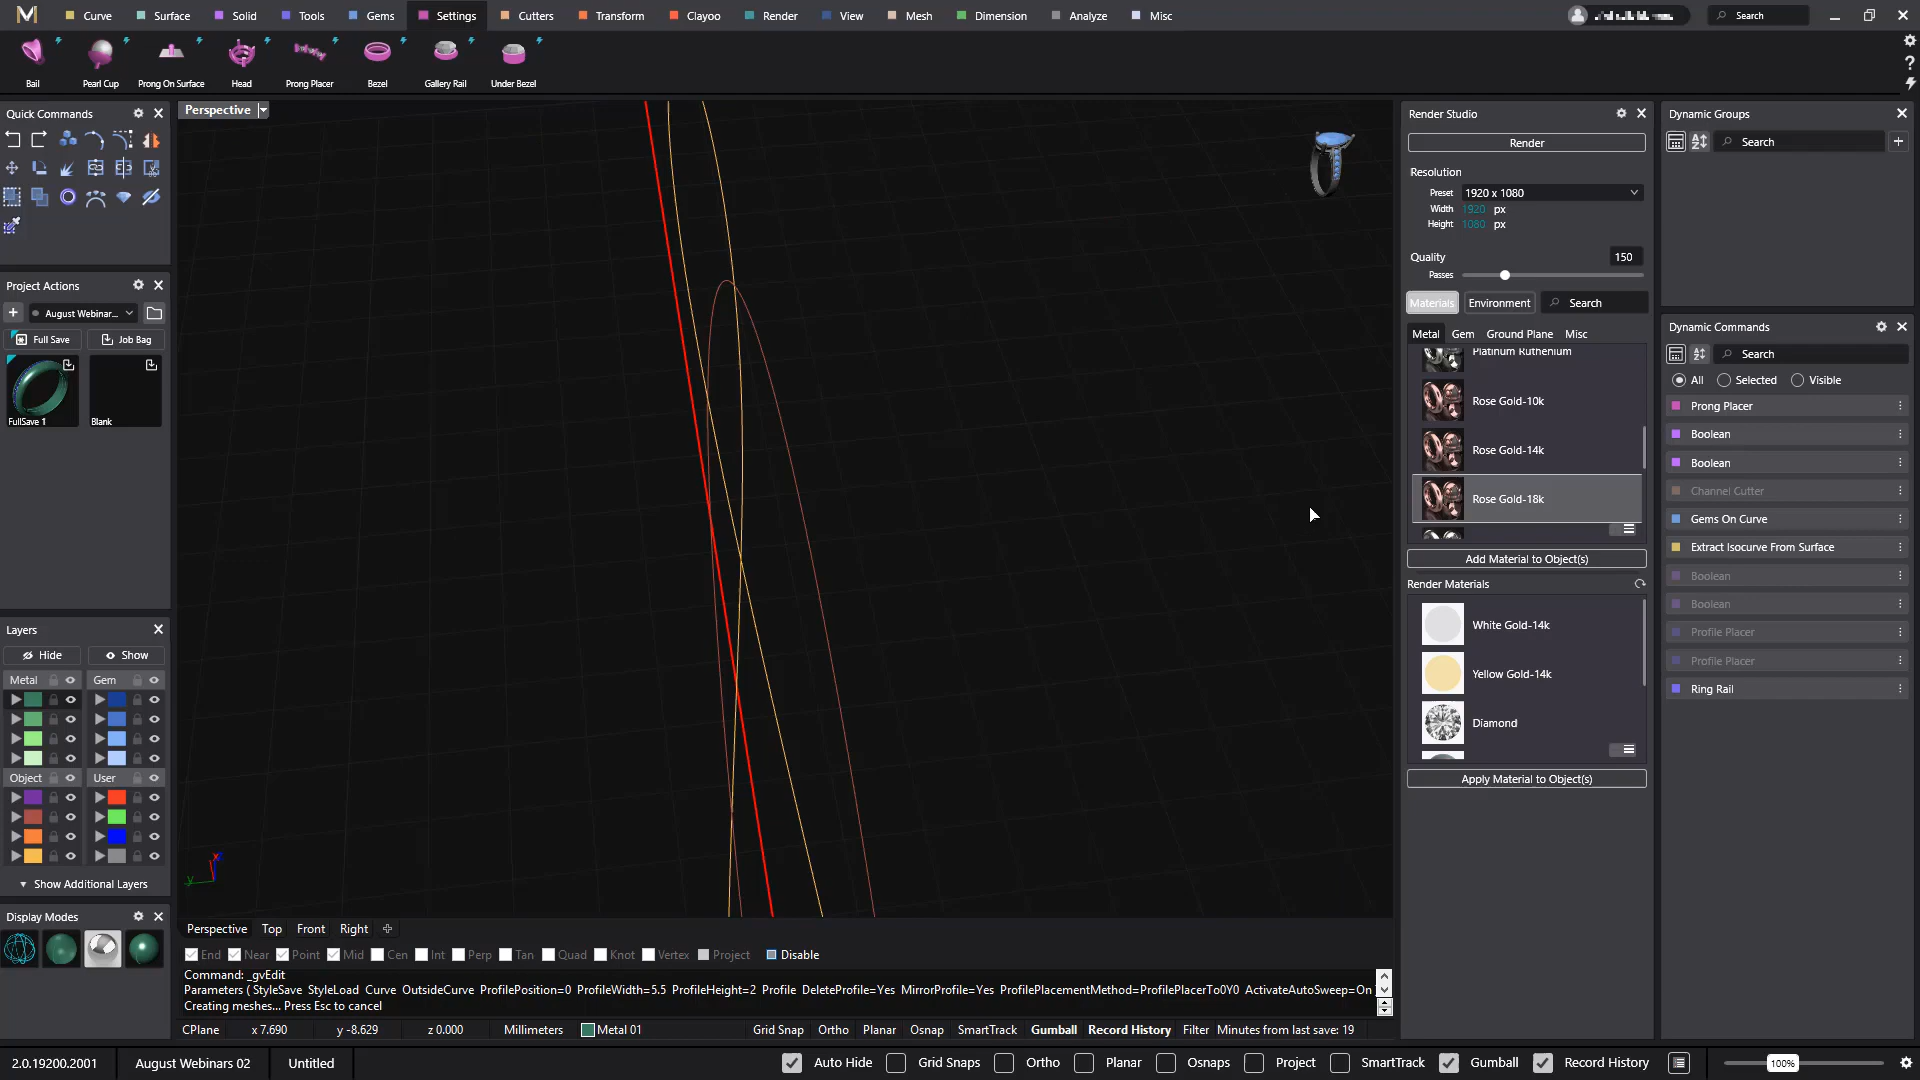 Curve Surface Solid Tools Gems Settings Cutters Transform Clayoo Render View Mesh Dimension Analyze Misc Search
Bail Pearl Cup Prong On Surface Head Prong Placer Bezel Gallery Rail Under Bezel
Quick Commands
Project Actions
August Webinar...
Full Save Job Bag
FullSave 1 Blank
Layers
Hide Show
Metal Gem
Object User
Show Additional Layers
Display Modes
Perspective
Perspective Top Front Right
End Near Point Mid Cen Int Perp Tan Quad Knot Vertex Project Disable
Command: _gvEdit
Parameters ( StyleSave StyleLoad Curve OutsideCurve ProfilePosition=0 ProfileWidth=5.5 ProfileHeight=2 Profile DeleteProfile=Yes MirrorProfile=Yes ProfilePlacementMethod=ProfilePlacerTo0Y0 ActivateAutoSweep=On
Creating meshes... Press Esc to cancel
CPlane x 7.690 y -8.629 z 0.000 Millimeters Metal 01 Grid Snap Ortho Planar Osnap SmartTrack Gumball Record History Filter Minutes from last save: 19
Render Studio
Render
Resolution
Preset 1920 x 1080
Width 1920 px
Height 1080 px
Quality 150
Passes
Materials Environment Search
Metal Gem Ground Plane Misc
Platinum Ruthenium
Rose Gold-10k
Rose Gold-14k
Rose Gold-18k
Add Material to Object(s)
Render Materials
White Gold-14k
Yellow Gold-14k
Diamond
Apply Material to Object(s)
Dynamic Groups
Search
Dynamic Commands
Search
All Selected Visible
Prong Placer
Boolean
Boolean
Channel Cutter
Gems On Curve
Extract Isocurve From Surface
Boolean
Boolean
Profile Placer
Profile Placer
Ring Rail
2.0.19200.2001 August Webinars 02 Untitled Auto Hide Grid Snaps Ortho Planar Osnaps Project SmartTrack Gumball Record History 100%